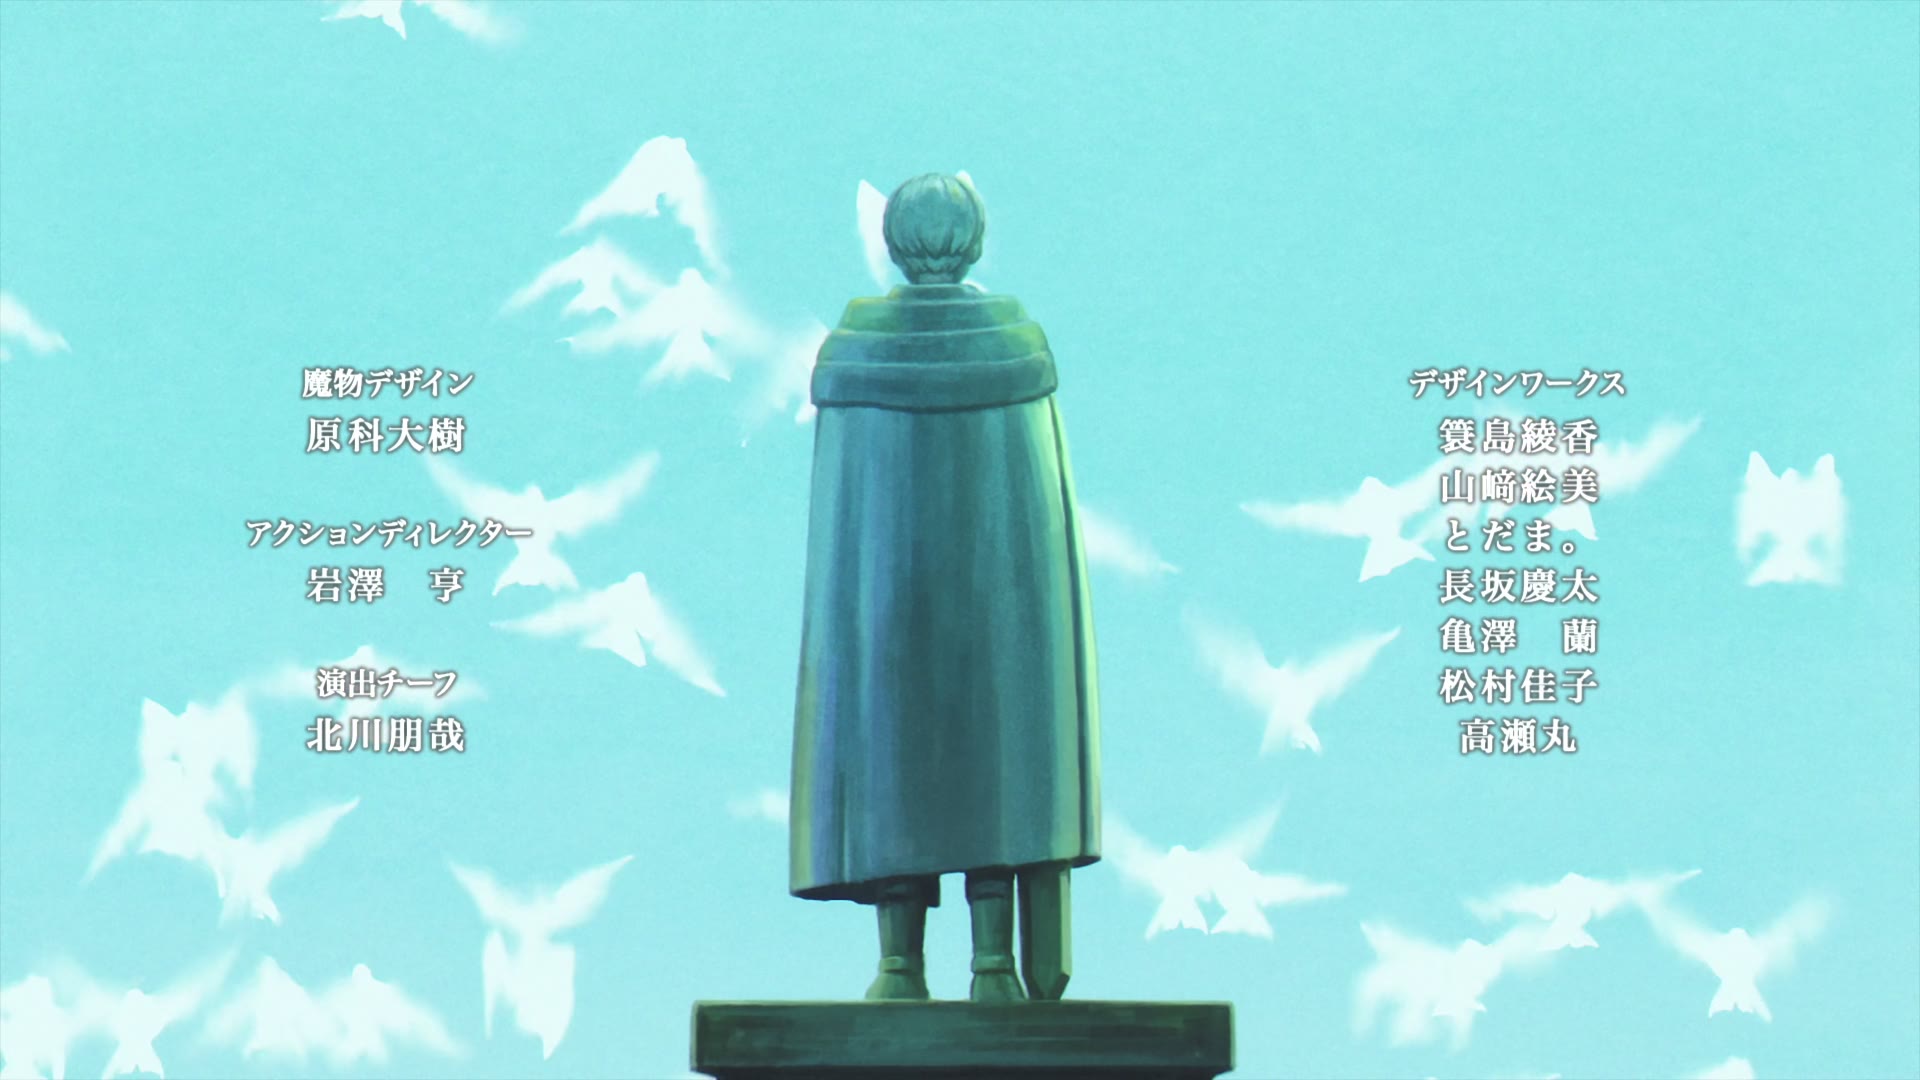 魔物デザイン
原科大樹
アクションディレクター
岩澤　亨
演出チーフ
北川朋哉
デザインワークス
簑島綾香
山﨑絵美
とだま。
長坂慶太
亀澤　蘭
松村佳子
高瀬丸